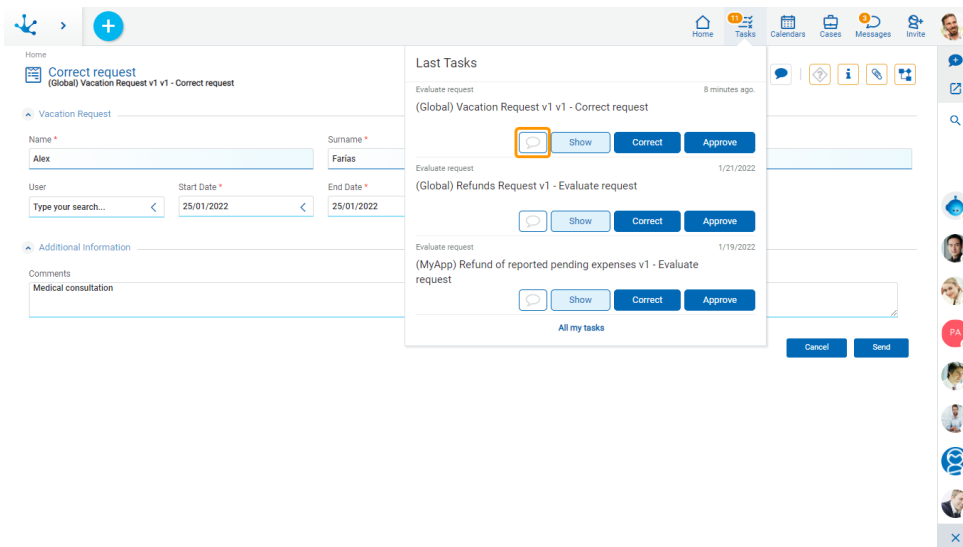 11
3
Home
Tasks
Calendars
Cases
Messages
Invite
Home
Correct request
(Global) Vacation Request v1 v1 - Correct request
Vacation Request
Name *
Surname *
Alex
Farías
User
Start Date *
End Date *
Type your search...
25/01/2022
25/01/2022
Additional Information
Comments
Medical consultation
Last Tasks
Evaluate request
8 minutes ago.
(Global) Vacation Request v1 v1 - Correct request
Show
Correct
Approve
Evaluate request
1/21/2022
(Global) Refunds Request v1 - Evaluate request
Show
Correct
Approve
Evaluate request
1/19/2022
(MyApp) Refund of reported pending expenses v1 - Evaluate
request
Show
Correct
Approve
All my tasks
Cancel
Send
PA